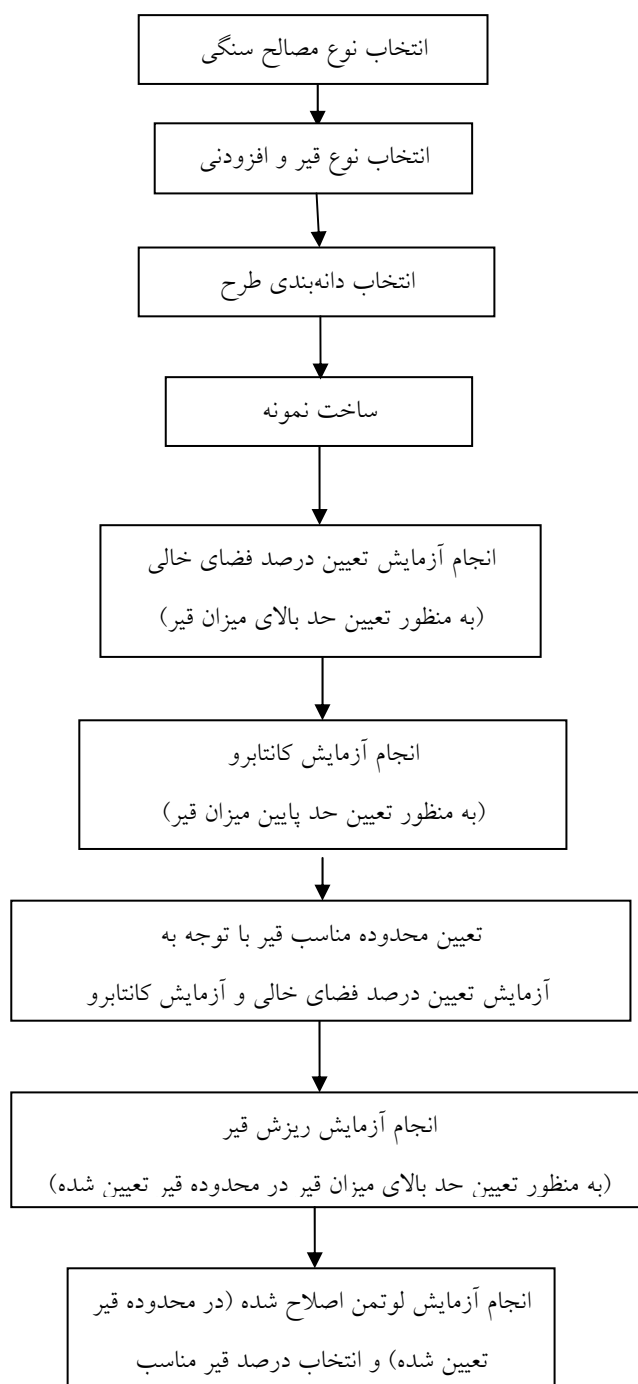 انتخاب نوع مصالح سنگی
انتخاب نوع قیر و افزودنی
انتخاب دانه‌بندی طرح
ساخت نمونه
انجام آزمایش تعیین درصد فضای خالی
(به منظور تعیین حد بالای میزان قیر)
انجام آزمایش کانتابرو
(به منظور تعیین حد پایین میزان قیر)
تعیین محدوده مناسب قیر با توجه به
آزمایش تعیین درصد فضای خالی و آزمایش کانتابرو
انجام آزمایش ریزش قیر
(به منظور تعیین حد بالای میزان قیر در محدوده قیر تعیین شده)
انجام آزمایش لوتمن اصلاح شده (در محدوده قیر
تعیین شده) و انتخاب درصد قیر مناسب